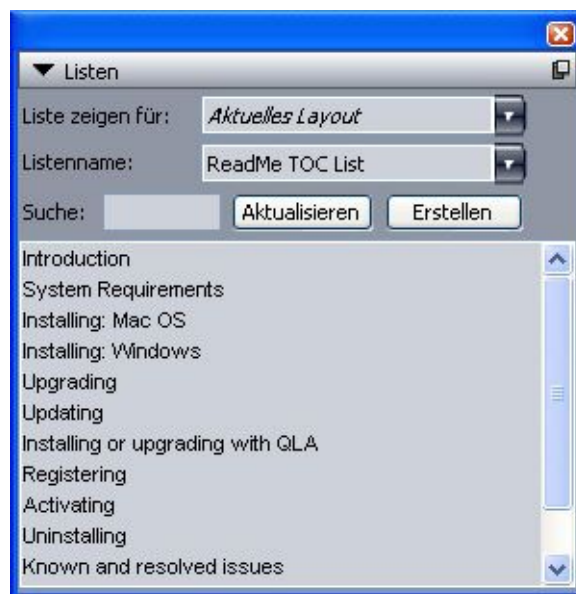 Listen
Liste zeigen für: Aktuelles Layout
Listenname: ReadMe TOC List
Suche: Aktualisieren Erstellen
Introduction
System Requirements
Installing: Mac OS
Installing: Windows
Upgrading
Updating
Installing or upgrading with QLA
Registering
Activating
Uninstalling
Known and resolved issues